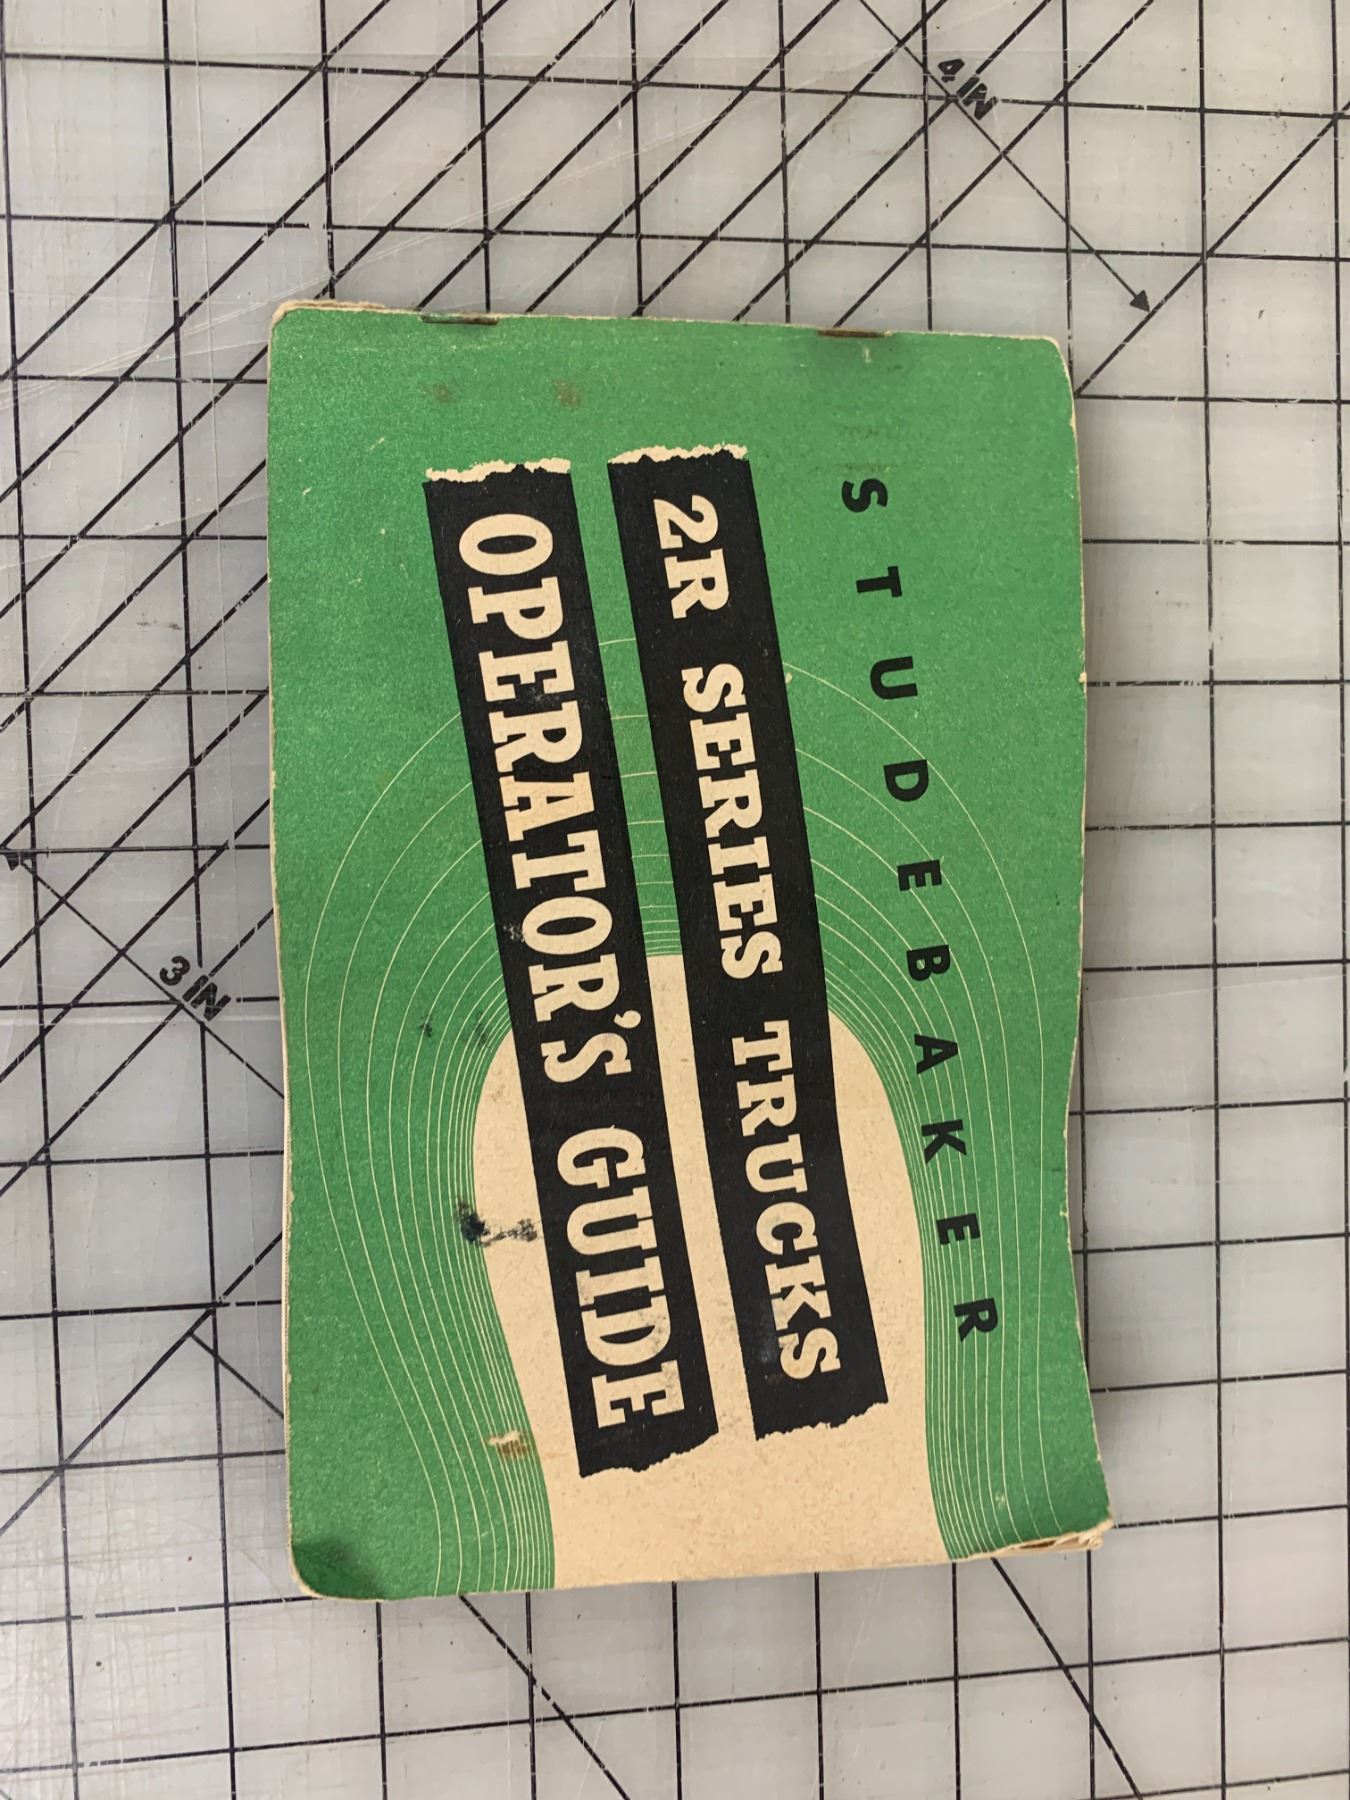 STUDEBAKER
2R SERIES TRUCKS
OPERATOR'S GUIDE
4 IN
3 IN